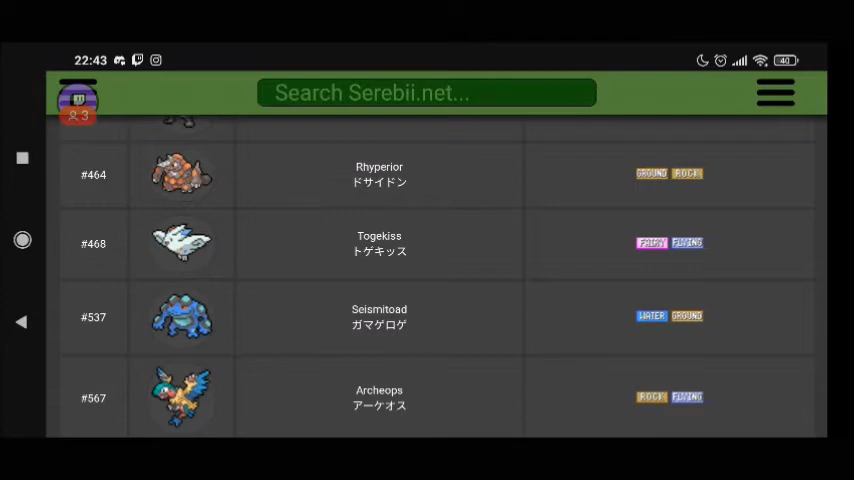 22:43
40
Search Serebii.net...
3
#464
Rhyperior
ドサイドン
GROUND ROCK
#468
Togekiss
トゲキッス
FAIRY FLYING
#537
Seismitoad
ガマゲロゲ
WATER GROUND
#567
Archeops
アーケオス
ROCK FLYING